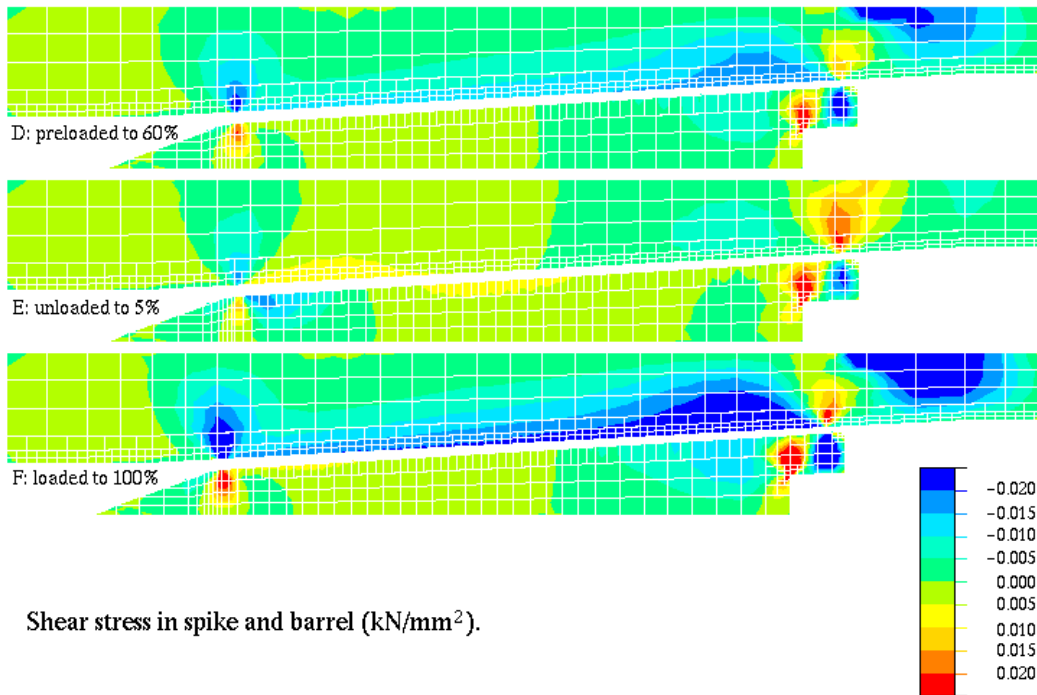 D: preloaded to 60%
E: unloaded to 5%
F: loaded to 100%
-0.020
-0.015
-0.010
-0.005
0.000
0.005
0.010
0.015
0.020
Shear stress in spike and barrel (kN/mm²).